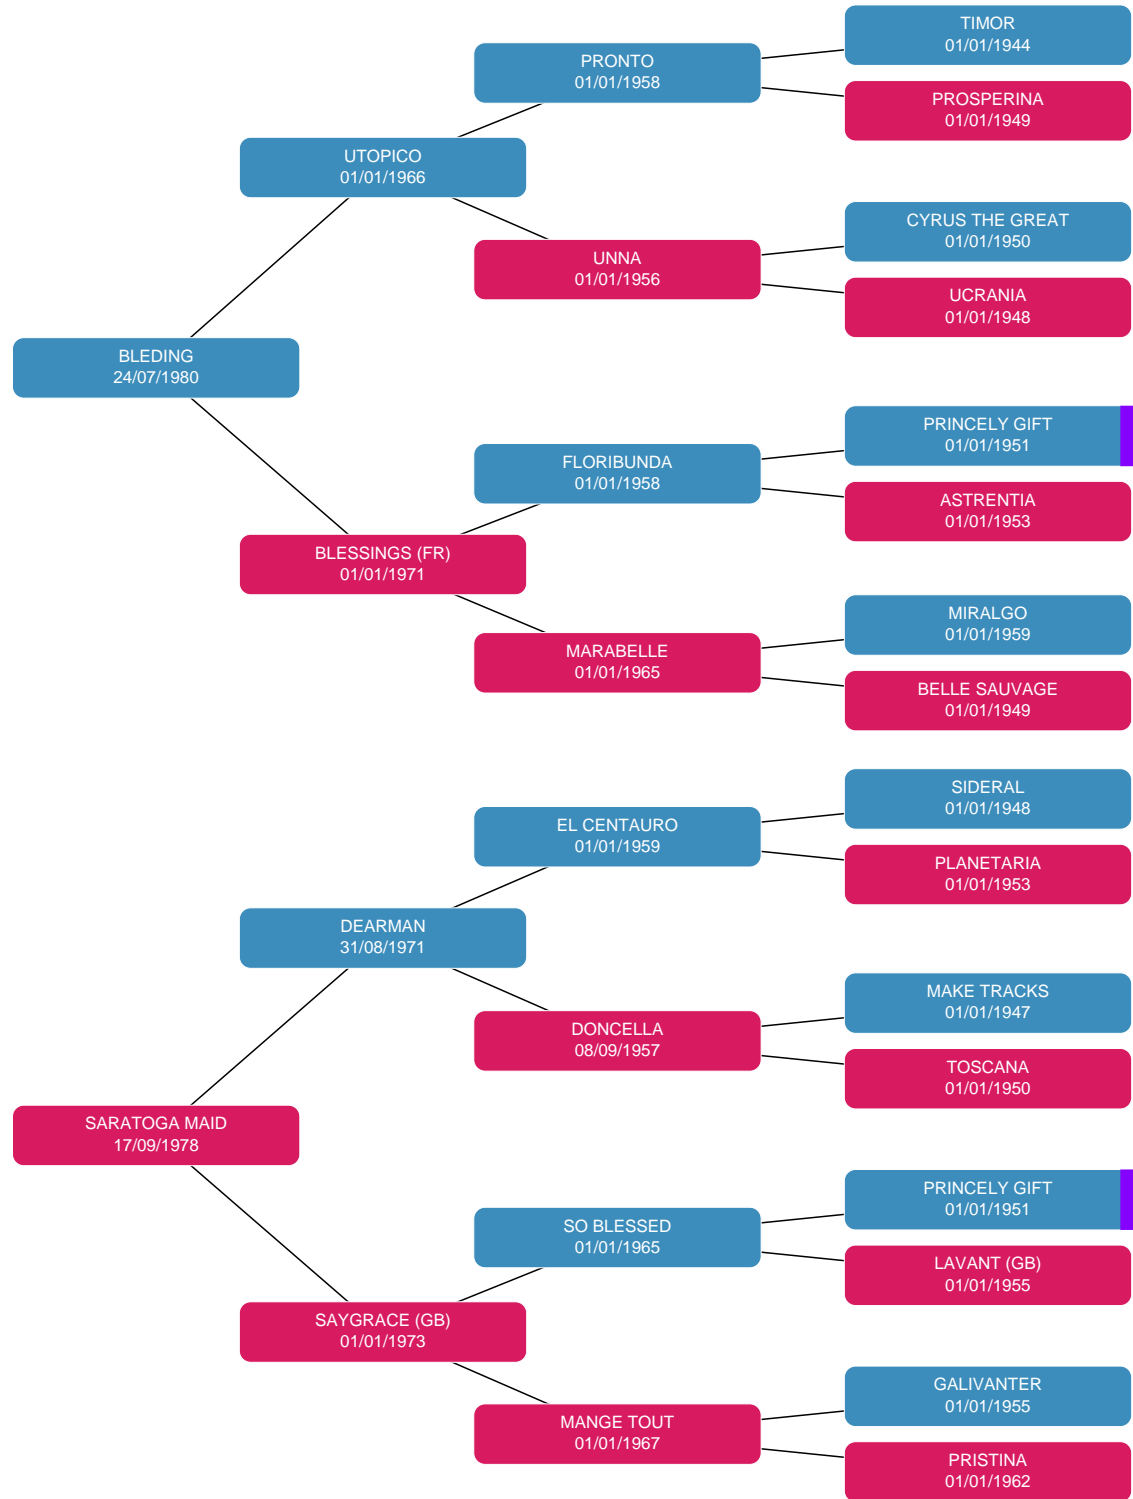 TIMOR
01/01/1944
PRONTO
01/01/1958
PROSPERINA
01/01/1949
UTOPICO
01/01/1966
CYRUS THE GREAT
01/01/1950
UNNA
01/01/1956
UCRANIA
01/01/1948
BLEDING
24/07/1980
PRINCELY GIFT
01/01/1951
FLORIBUNDA
01/01/1958
ASTRENTIA
01/01/1953
BLESSINGS (FR)
01/01/1971
MIRALGO
01/01/1959
MARABELLE
01/01/1965
BELLE SAUVAGE
01/01/1949
SIDERAL
01/01/1948
EL CENTAURO
01/01/1959
PLANETARIA
01/01/1953
DEARMAN
31/08/1971
MAKE TRACKS
01/01/1947
DONCELLA
08/09/1957
TOSCANA
01/01/1950
SARATOGA MAID
17/09/1978
PRINCELY GIFT
01/01/1951
SO BLESSED
01/01/1965
LAVANT (GB)
01/01/1955
SAYGRACE (GB)
01/01/1973
GALIVANTER
01/01/1955
MANGE TOUT
01/01/1967
PRISTINA
01/01/1962